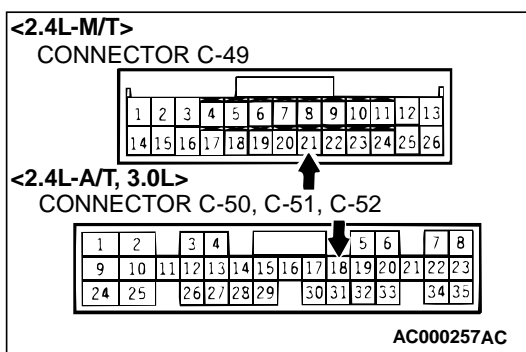 <2.4L-M/T>
CONNECTOR C-49
1 2 3 4 5 6 7 8 9 10 11 12 13
14 15 16 17 18 19 20 21 22 23 24 25 26
<2.4L-A/T, 3.0L>
CONNECTOR C-50, C-51, C-52
1 2 3 4 5 6 7 8
9 10 11 12 13 14 15 16 17 18 19 20 21 22 23
24 25 26 27 28 29 30 31 32 33 34 35
AC000257AC